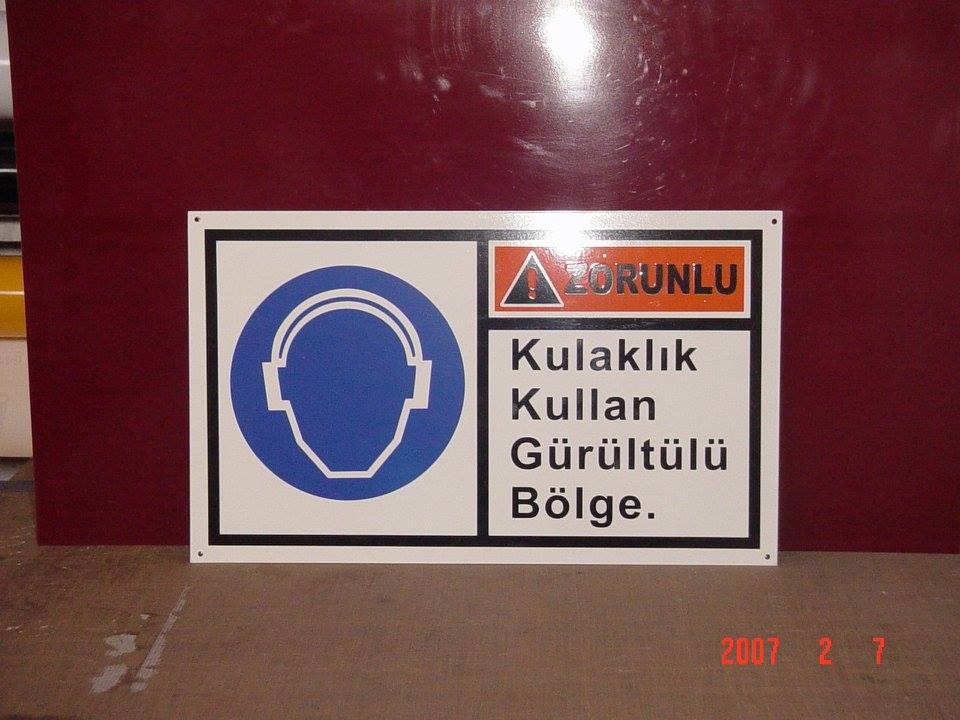 ZORUNLU
Kulaklık
Kullan
Gürültülü
Bölge.
2007 2 7